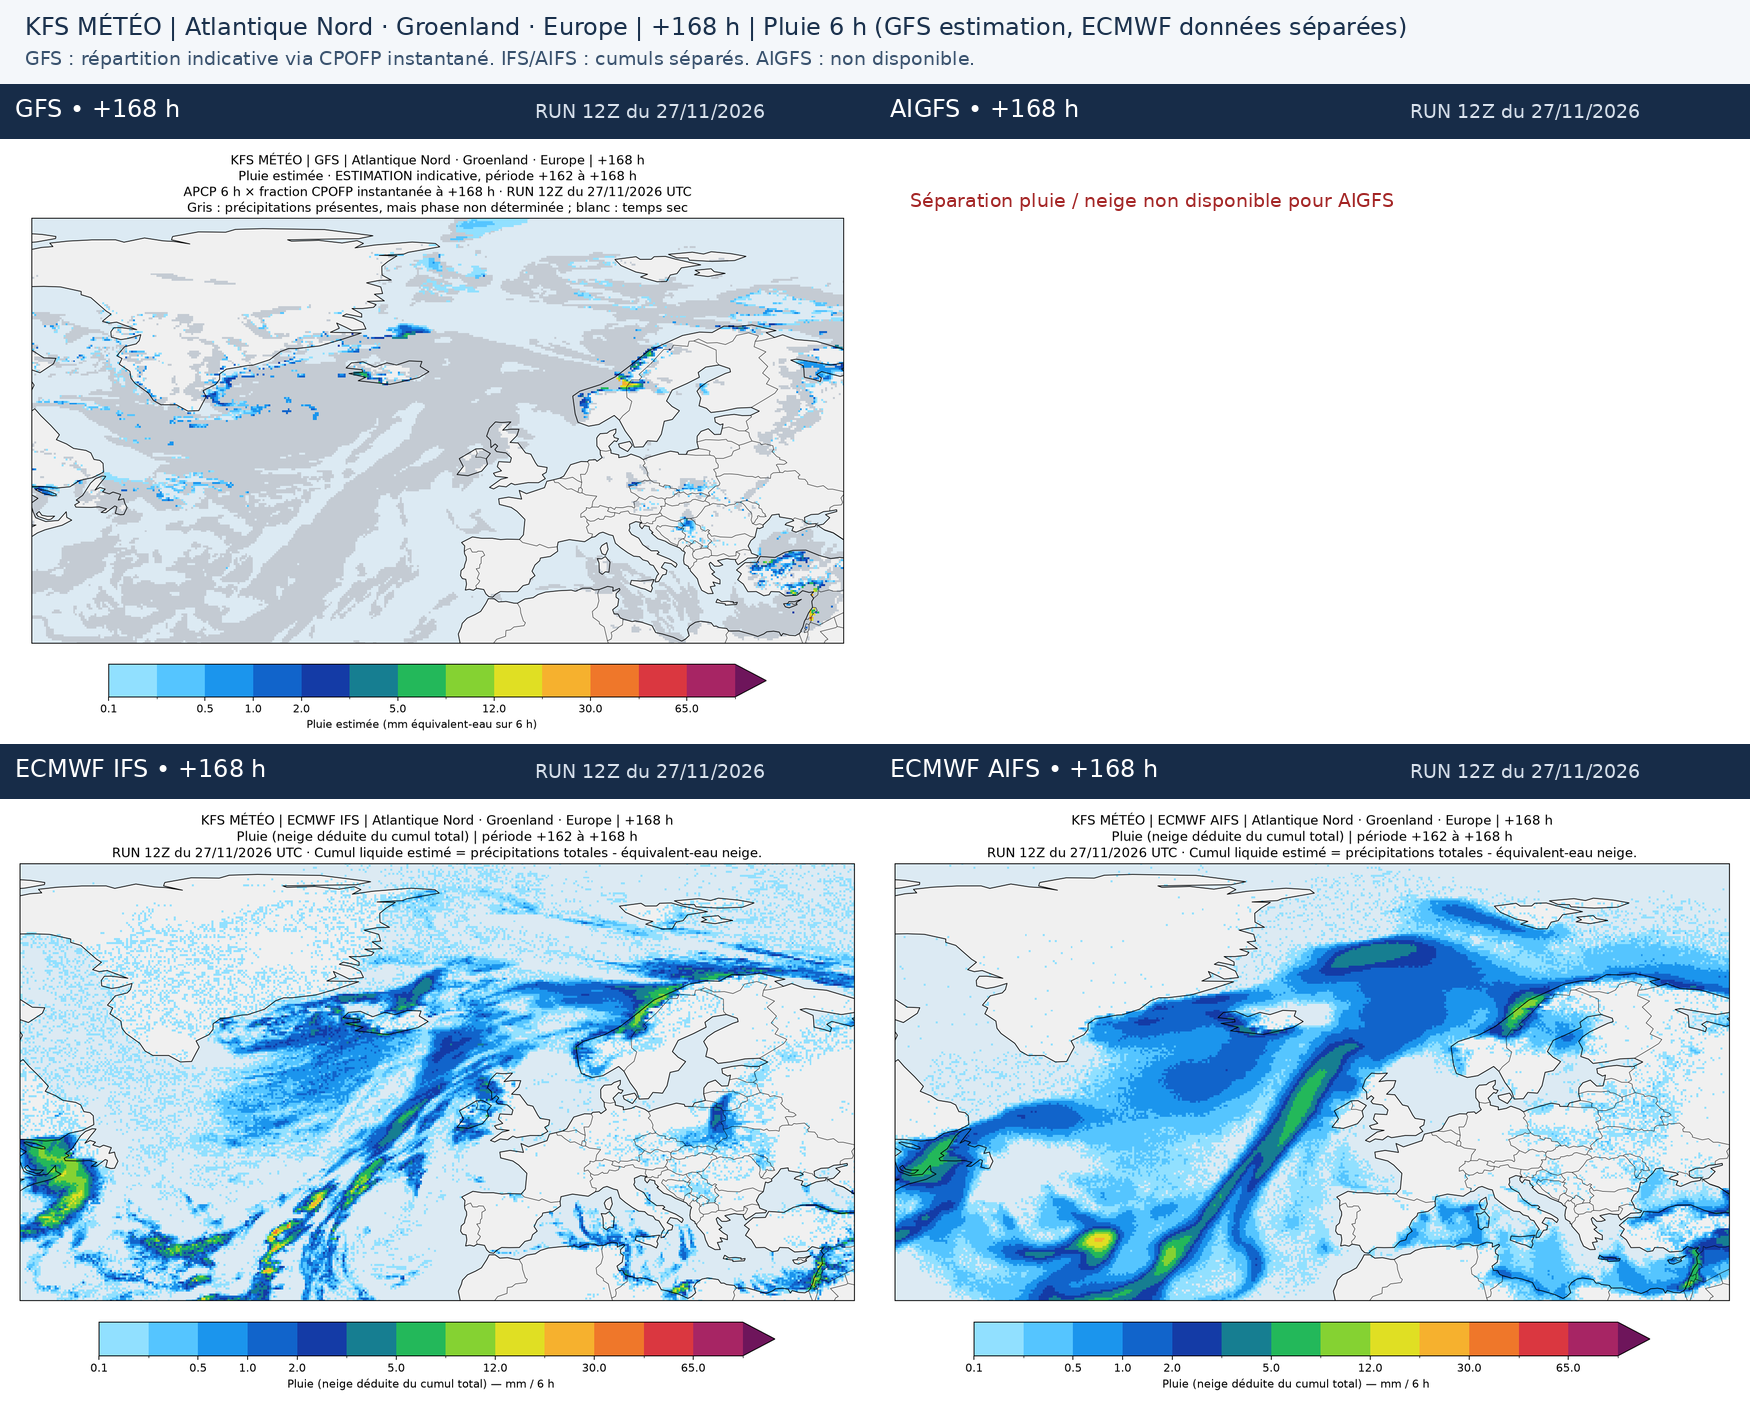 KFS MÉTÉO | Atlantique Nord · Groenland · Europe | +168 h | Pluie 6 h (GFS estimation, ECMWF données séparées)
GFS : répartition indicative via CPOFP instantané. IFS/AIFS : cumuls séparés. AIGFS : non disponible.
GFS • +168 h
RUN 12Z du 27/11/2026
AIGFS • +168 h
RUN 12Z du 27/11/2026
KFS MÉTÉO | GFS | Atlantique Nord · Groenland · Europe | +168 h
Pluie estimée · ESTIMATION indicative, période +162 à +168 h
APCP 6 h × fraction CPOFP instantanée à +168 h · RUN 12Z du 27/11/2026 UTC
Gris : précipitations présentes, mais phase non déterminée ; blanc : temps sec
Séparation pluie / neige non disponible pour AIGFS
0.1 0.5 1.0 2.0 5.0 12.0 30.0 65.0
Pluie estimée (mm équivalent-eau sur 6 h)
ECMWF IFS • +168 h
RUN 12Z du 27/11/2026
ECMWF AIFS • +168 h
RUN 12Z du 27/11/2026
KFS MÉTÉO | ECMWF IFS | Atlantique Nord · Groenland · Europe | +168 h
Pluie (neige déduite du cumul total) | période +162 à +168 h
RUN 12Z du 27/11/2026 UTC · Cumul liquide estimé = précipitations totales - équivalent-eau neige.
KFS MÉTÉO | ECMWF AIFS | Atlantique Nord · Groenland · Europe | +168 h
Pluie (neige déduite du cumul total) | période +162 à +168 h
RUN 12Z du 27/11/2026 UTC · Cumul liquide estimé = précipitations totales - équivalent-eau neige.
0.1 0.5 1.0 2.0 5.0 12.0 30.0 65.0
Pluie (neige déduite du cumul total) — mm / 6 h
0.1 0.5 1.0 2.0 5.0 12.0 30.0 65.0
Pluie (neige déduite du cumul total) — mm / 6 h